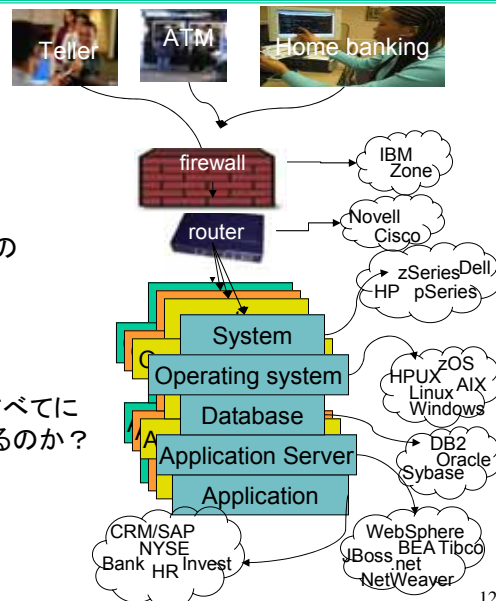 Teller
ATM
Home banking
firewall
IBM
Zone
router
Novell
Cisco
の
zSeries Dell
HP pSeries
System
Operating system
zOS
HPUX AIX
Linux
Windows
べてに
るのか？
Database
DB2
Oracle
Sybase
Application Server
Application
CRM/SAP
NYSE
Bank HR Invest
WebSphere
JBoss BEA Tibco
.net
NetWeaver
12